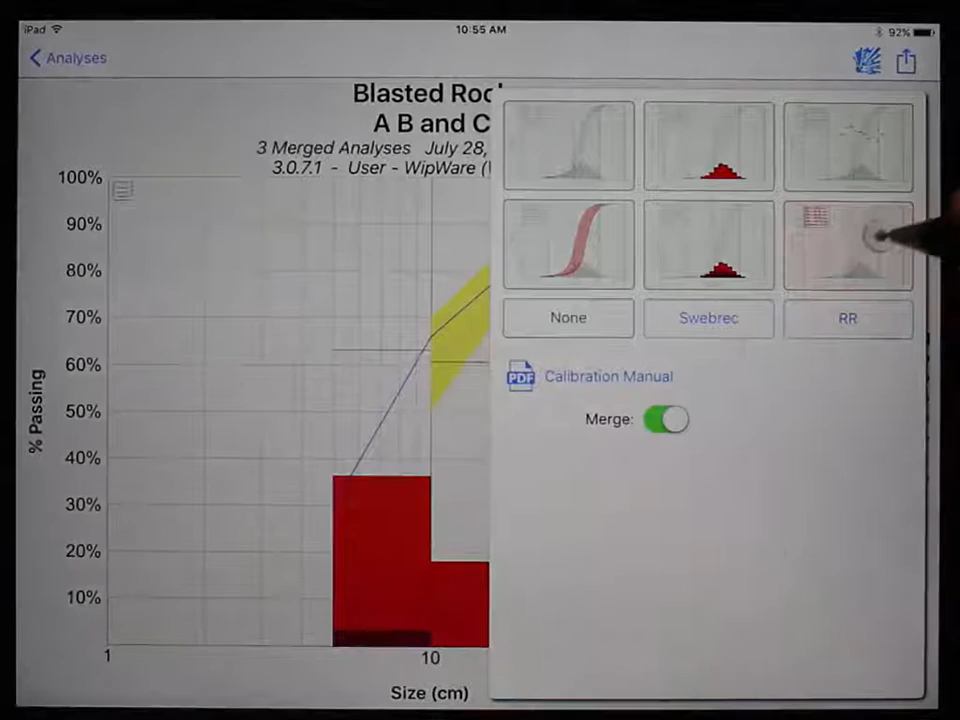 iPad
10:55 AM
92%
Analyses
Blasted Roc
A B and C
3 Merged Analyses July 28,
3.0.7.1 - User - WipWare (
100%
90%
80%
70%
60%
50%
40%
30%
20%
10%
% Passing
1
10
Size (cm)
None
Swebrec
RR
PDF
Calibration Manual
Merge: